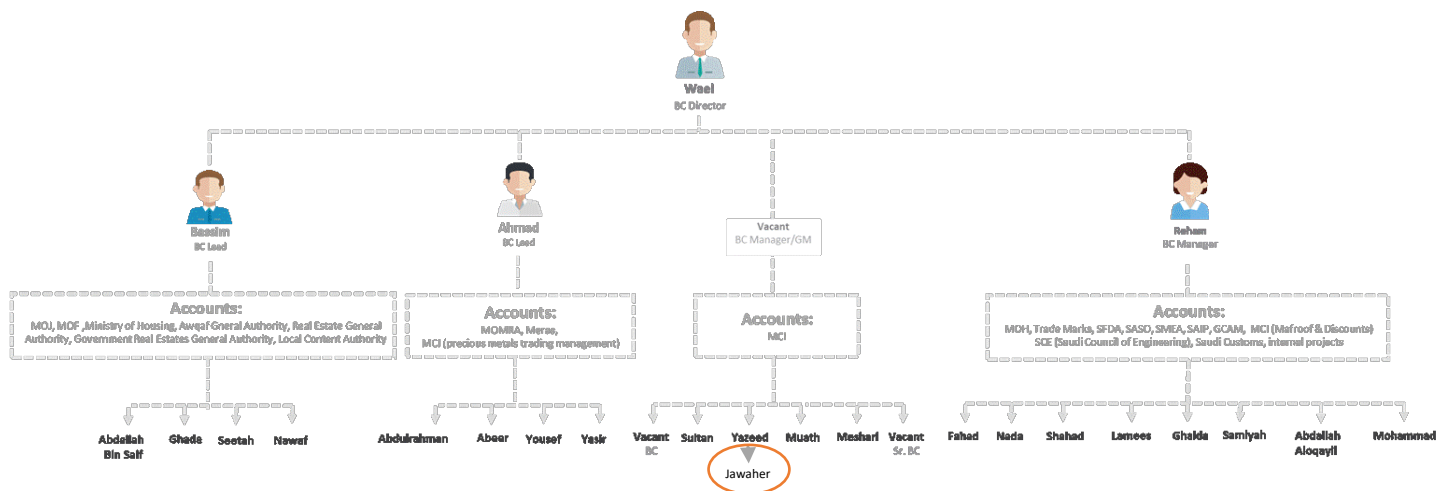 Wael
BC Director
Bassim
BC Lead
Ahmad
BC Lead
Vacant
BC Manager/GM
Reham
BC Manager
Accounts:
MOJ, MOF ,Ministry of Housing, Awqaf Gneral Authority, Real Estate General
Authority, Government Real Estates General Authority, Local Content Authority
Accounts:
MOMRA, Meras,
MCI (precious metals trading management)
Accounts:
MCI
Accounts:
MOH, Trade Marks, SFDA, SASO, SMEA, SAIP, GCAM, MCI (Mafroof & Discounts)
SCE (Saudi Council of Engineering), Saudi Customs, internal projects
Abdallah
Bin Saif
Ghada
Seetah
Nawaf
Abdulrahman
Abeer
Yousef
Yasir
Vacant
BC
Sultan
Yazeed
Muath
Meshari
Vacant
Sr. BC
Jawaher
Fahad
Nada
Shahad
Lamees
Ghaida
Samiyah
Abdallah
Aloqayli
Mohammad